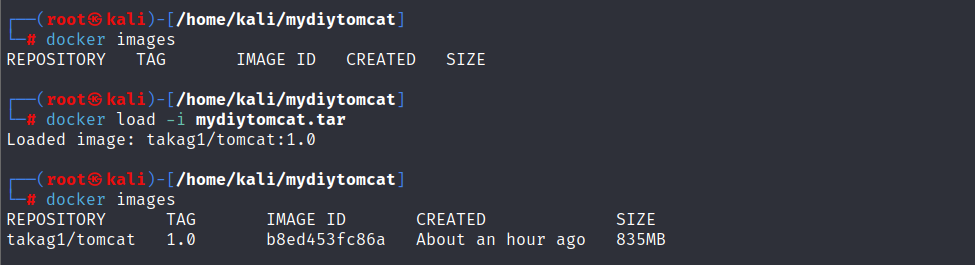 ┌──(root㉿kali)-[/home/kali/mydiytomcat]
└─# docker images
REPOSITORY   TAG       IMAGE ID   CREATED   SIZE
┌──(root㉿kali)-[/home/kali/mydiytomcat]
└─# docker load -i mydiytomcat.tar
Loaded image: takag1/tomcat:1.0
┌──(root㉿kali)-[/home/kali/mydiytomcat]
└─# docker images
REPOSITORY      TAG       IMAGE ID       CREATED             SIZE
takag1/tomcat   1.0       b8ed453fc86a   About an hour ago   835MB